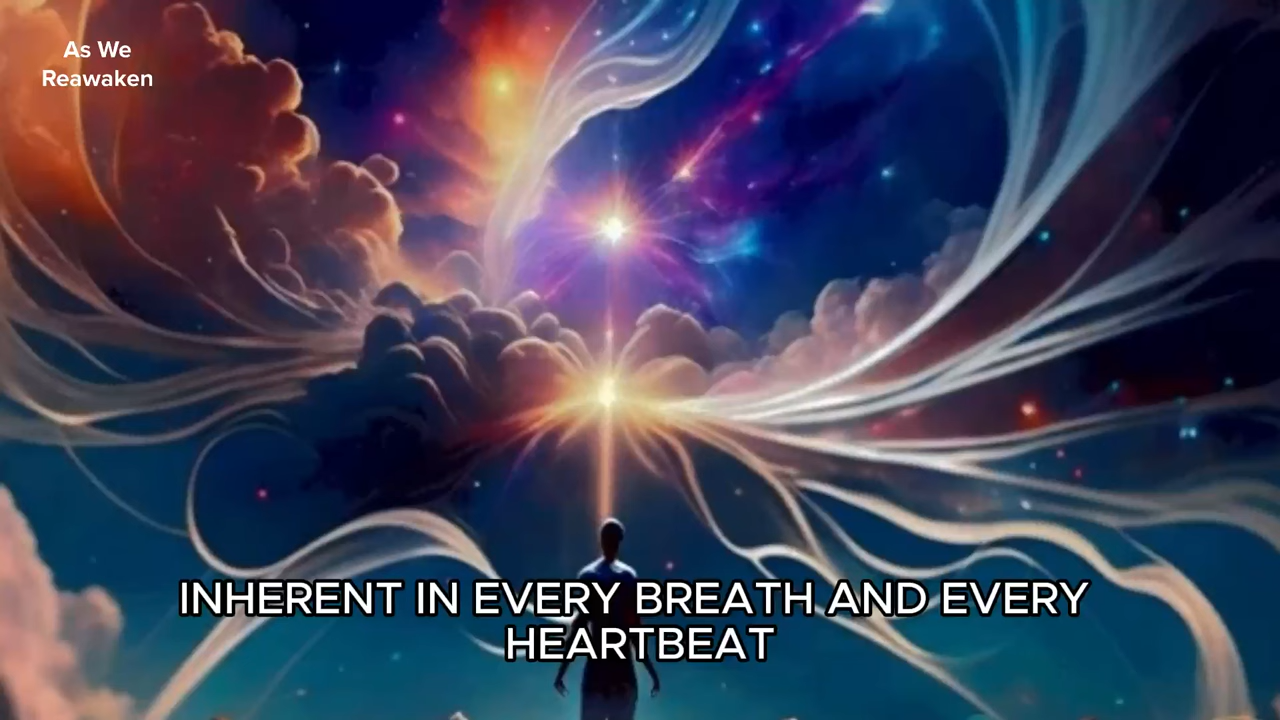 As We
Reawaken
INHERENT IN EVERY BREATH AND EVERY
HEARTBEAT